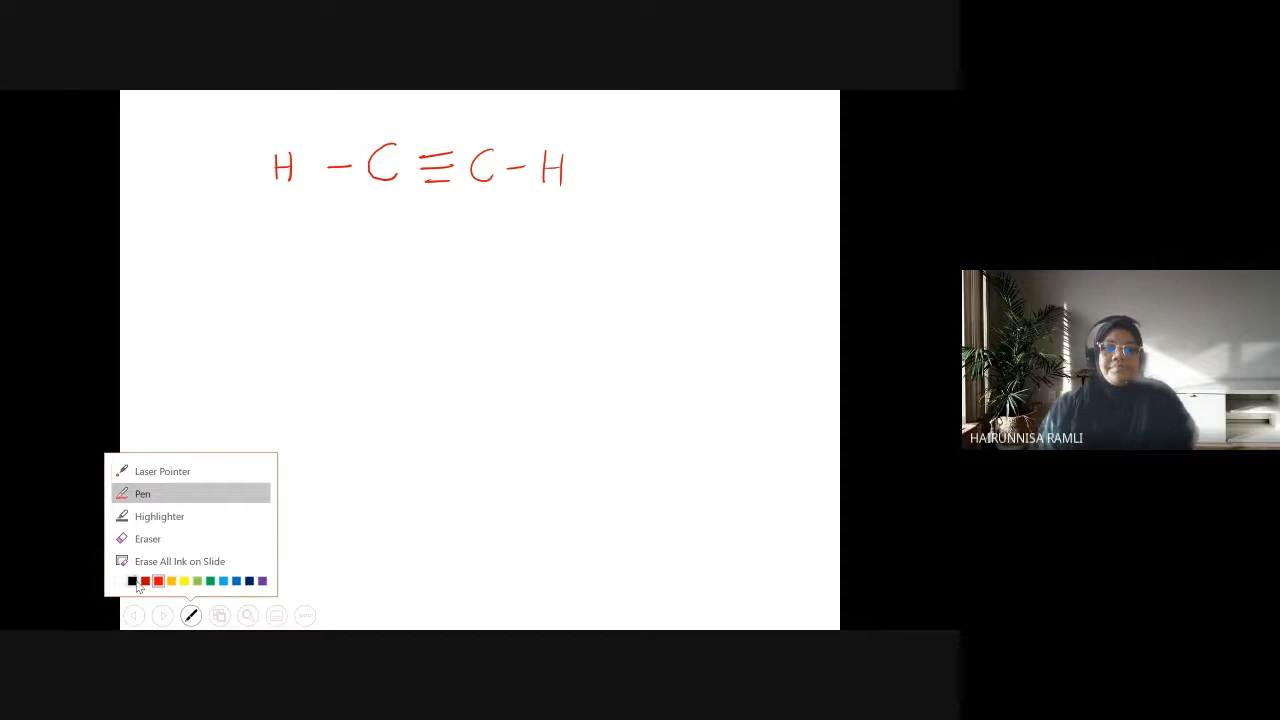 H - C ≡ C - H
HAIRUNNISA RAMLI
Laser Pointer
Pen
Highlighter
Eraser
Erase All Ink on Slide